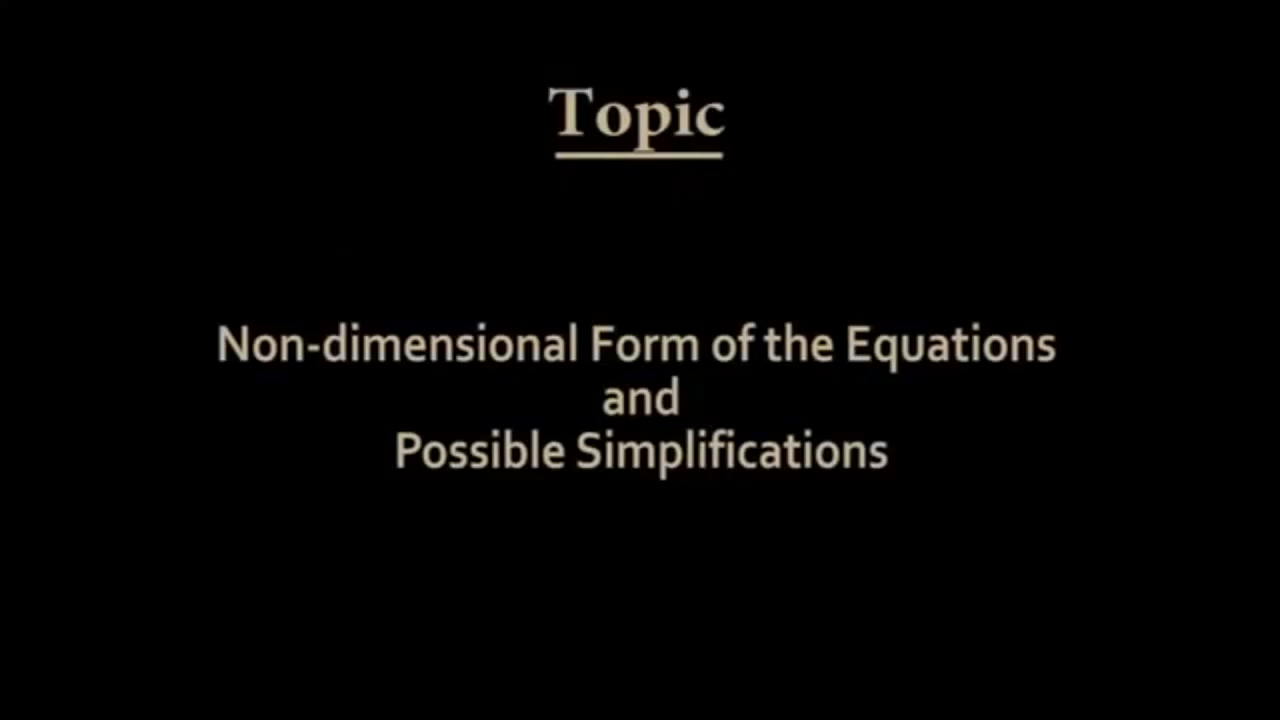 Topic
Non-dimensional Form of the Equations
and
Possible Simplifications